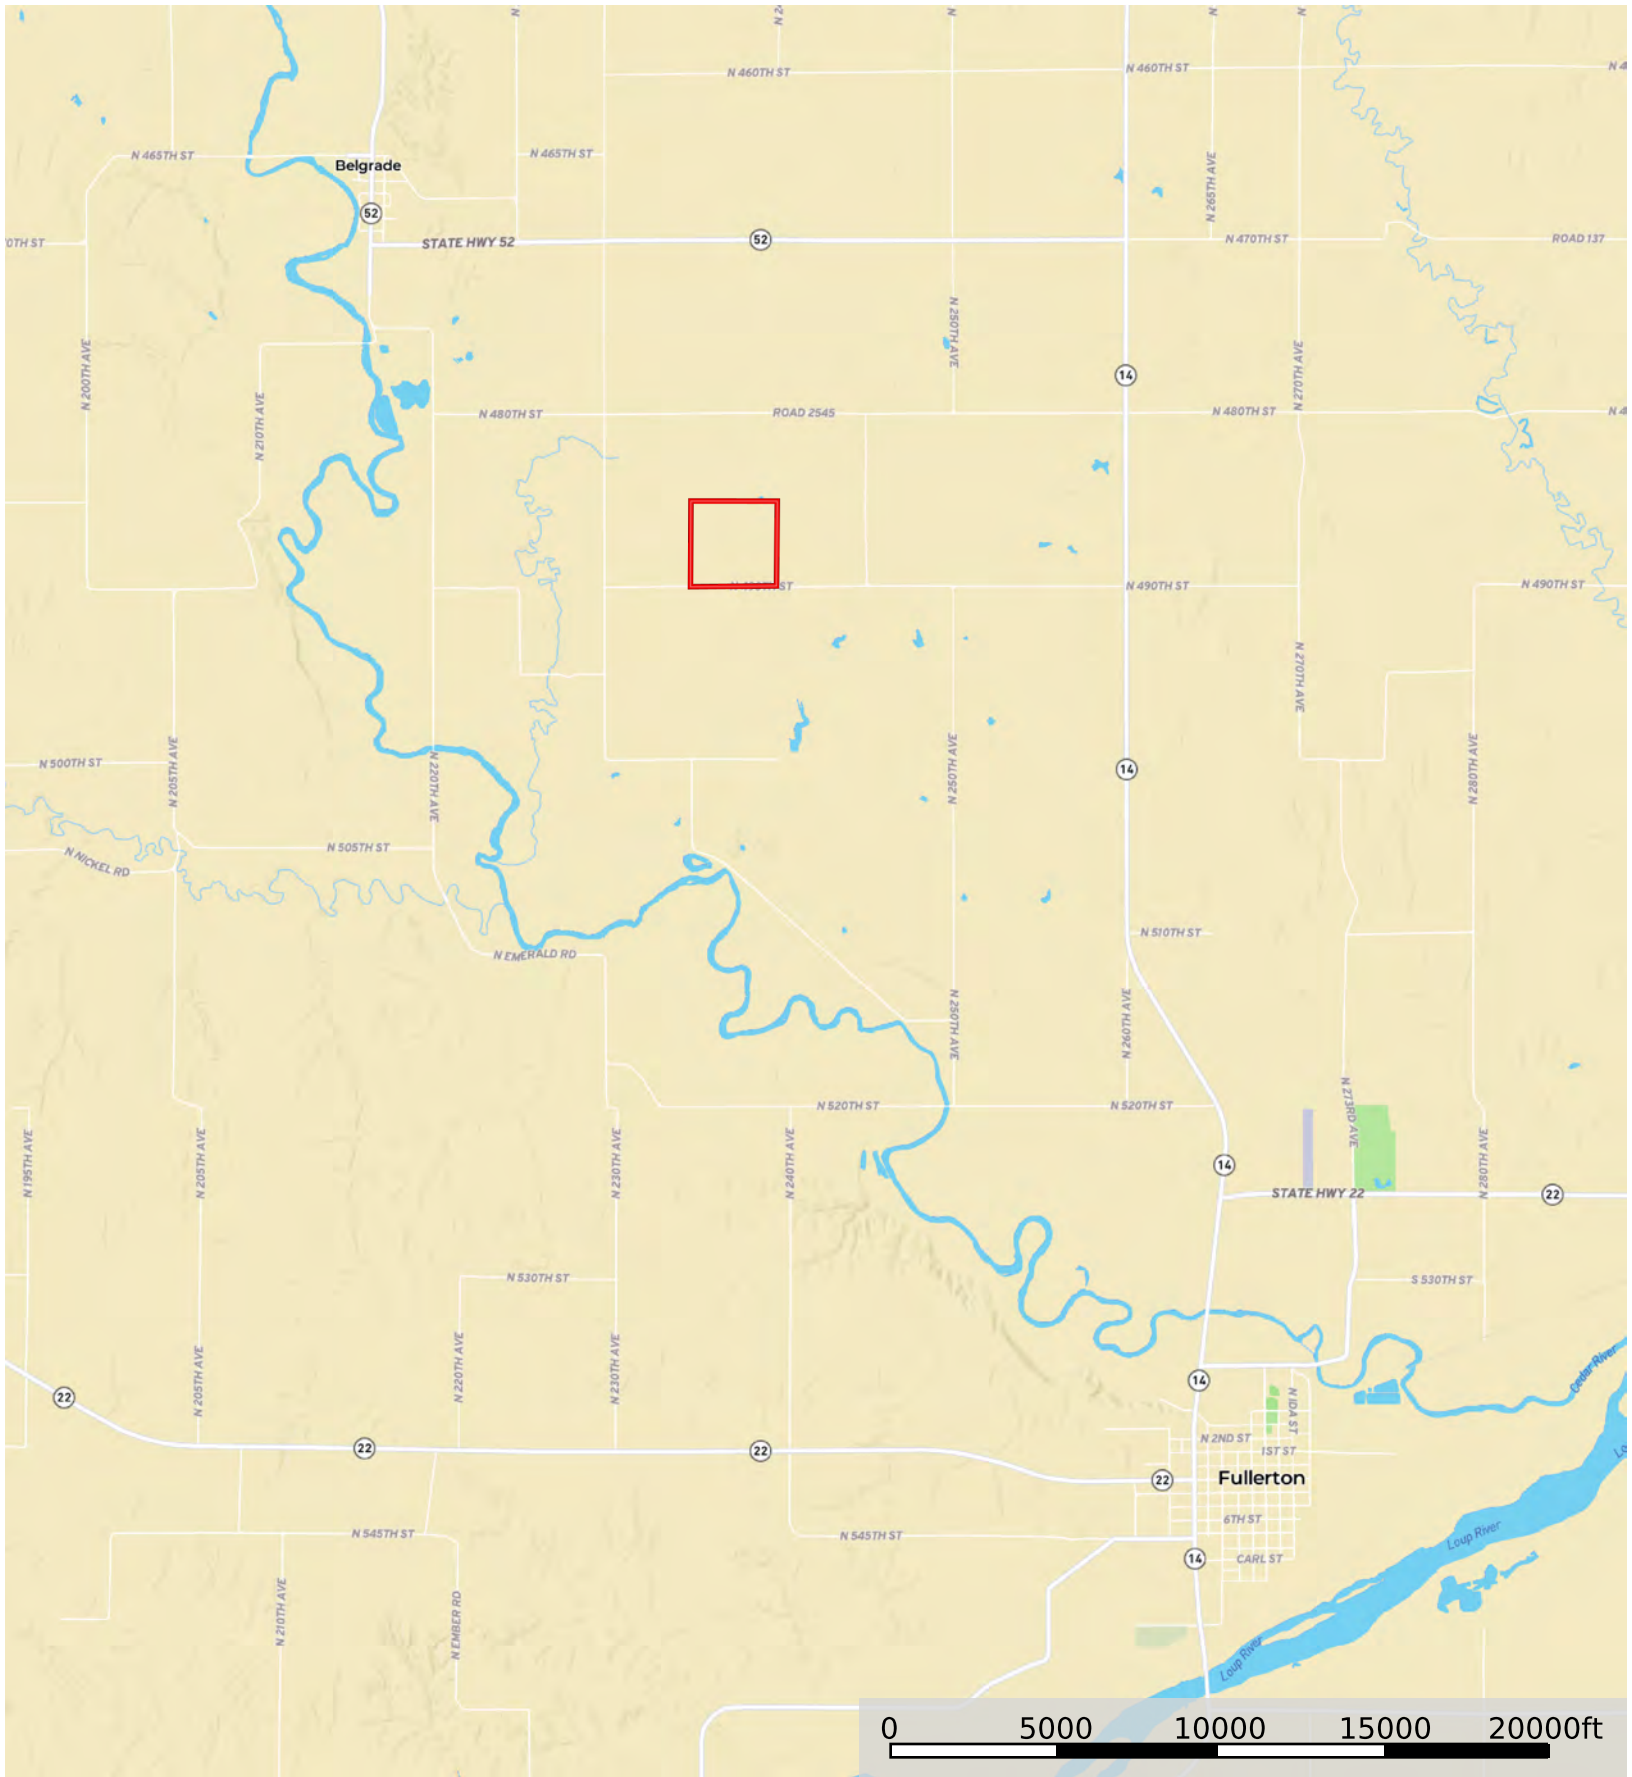 N 460TH ST
N 460TH ST
N 465TH ST
N 465TH ST
Belgrade
N 265TH AVE
52
STATE HWY 52
52
N 470TH ST
ROAD 137
N 200TH AVE
N 250TH AVE
14
N 270TH AVE
N 210TH AVE
N 480TH ST
ROAD 2545
N 480TH ST
N 490TH ST
N 490TH ST
N 270TH AVE
N 500TH ST
N 205TH AVE
N 220TH AVE
N 250TH AVE
14
N 280TH AVE
N 505TH ST
N NICKEL RD
N EMERALD RD
N 510TH ST
N 250TH AVE
N 260TH AVE
N 520TH ST
N 520TH ST
N 273RD AVE
N 195TH AVE
N 205TH AVE
N 230TH AVE
N 240TH AVE
14
STATE HWY 22
N 280TH AVE
22
N 530TH ST
S 530TH ST
N 205TH AVE
N 220TH AVE
N 230TH AVE
Cedar River
22
14
N IDA ST
22
22
N 2ND ST
1ST ST
22
Fullerton
N 545TH ST
N 545TH ST
6TH ST
Loup River
14
CARL ST
N 210TH AVE
N EMBER RD
Loup River
0 5000 10000 15000 20000ft